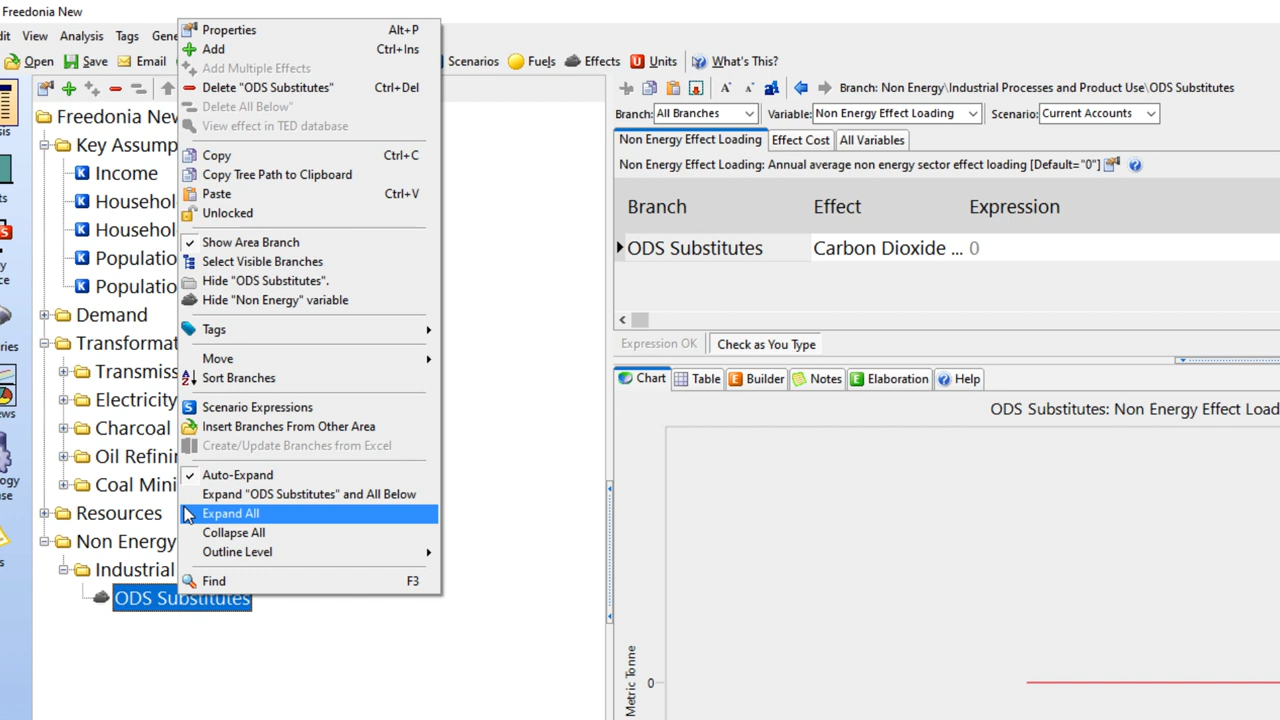 Freedonia New
dit View Analysis Tags Gene
Open Save Email Scenarios Fuels Effects Units What's This?
Properties Alt+P
Add Ctrl+Ins
Add Multiple Effects
Delete "ODS Substitutes" Ctrl+Del
Delete All Below"
View effect in TED database
Copy Ctrl+C
Copy Tree Path to Clipboard
Paste Ctrl+V
Unlocked
Show Area Branch
Select Visible Branches
Hide "ODS Substitutes".
Hide "Non Energy" variable
Tags
Move
Sort Branches
Scenario Expressions
Insert Branches From Other Area
Create/Update Branches from Excel
Auto-Expand
Expand "ODS Substitutes" and All Below
Expand All
Collapse All
Outline Level
Find F3
Freedonia New
Key Assump
Income
Househol
Househol
Populatio
Populatio
Demand
Transformat
Transmiss
Electricity
Charcoal
Oil Refinin
Coal Mini
Resources
Non Energy
Industrial
ODS Substitutes
Branch: Non Energy\Industrial Processes and Product Use\ODS Substitutes
Branch: All Branches Variable: Non Energy Effect Loading Scenario: Current Accounts
Non Energy Effect Loading Effect Cost All Variables
Non Energy Effect Loading: Annual average non energy sector effect loading [Default="0"]
Branch Effect Expression
ODS Substitutes Carbon Dioxide ... 0
Expression OK Check as You Type
Chart Table Builder Notes Elaboration Help
ODS Substitutes: Non Energy Effect Load
Metric Tonne
0